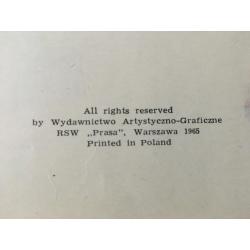 All rights reserved
by Wydawnictwo Artystyczno-Graficzne
RSW „Prasa", Warszawa 1965
Printed in Poland